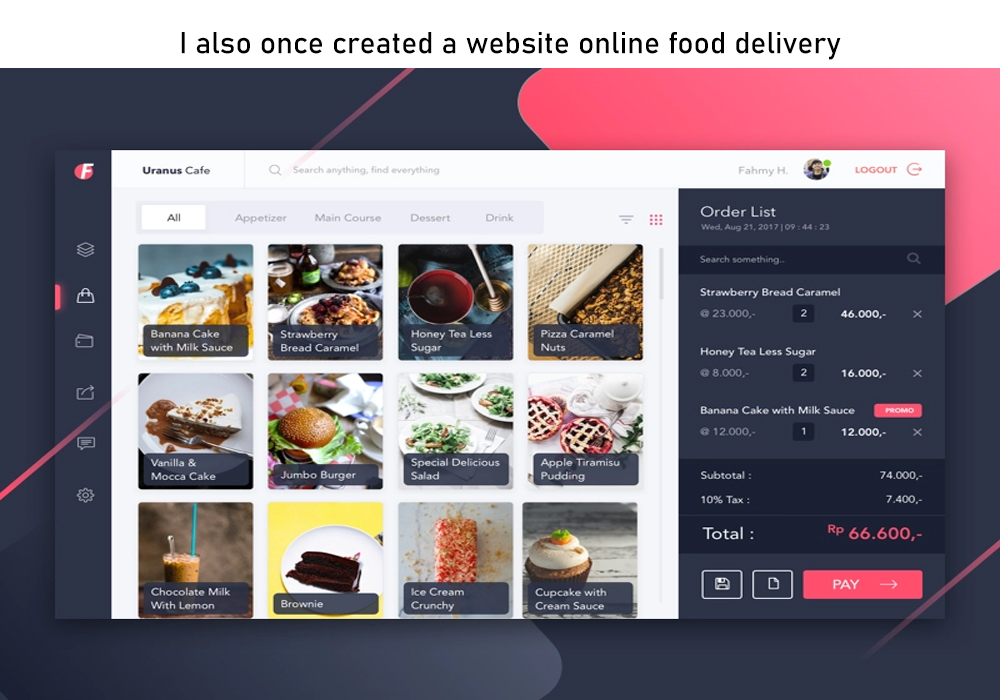 I also once created a website online food delivery
F
Uranus Cafe
Search anything, find everything
Fahmy H.
LOGOUT
All
Appetizer
Main Course
Dessert
Drink
Banana Cake
with Milk Sauce
Strawberry
Bread Caramel
Honey Tea Less
Sugar
Pizza Caramel
Nuts
Vanilla &
Mocca Cake
Jumbo Burger
Special Delicious
Salad
Apple Tiramisu
Pudding
Chocolate Milk
With Lemon
Brownie
Ice Cream
Crunchy
Cupcake with
Cream Sauce
Order List
Wed, Aug 21, 2017 | 09 : 44 : 23
Search something..
Strawberry Bread Caramel
@ 23.000,- 2 46.000,- ×
Honey Tea Less Sugar
@ 8.000,- 2 16.000,- ×
Banana Cake with Milk Sauce PROMO
@ 12.000,- 1 12.000,- ×
Subtotal : 74.000,-
10% Tax : 7.400,-
Total : Rp 66.600,-
PAY